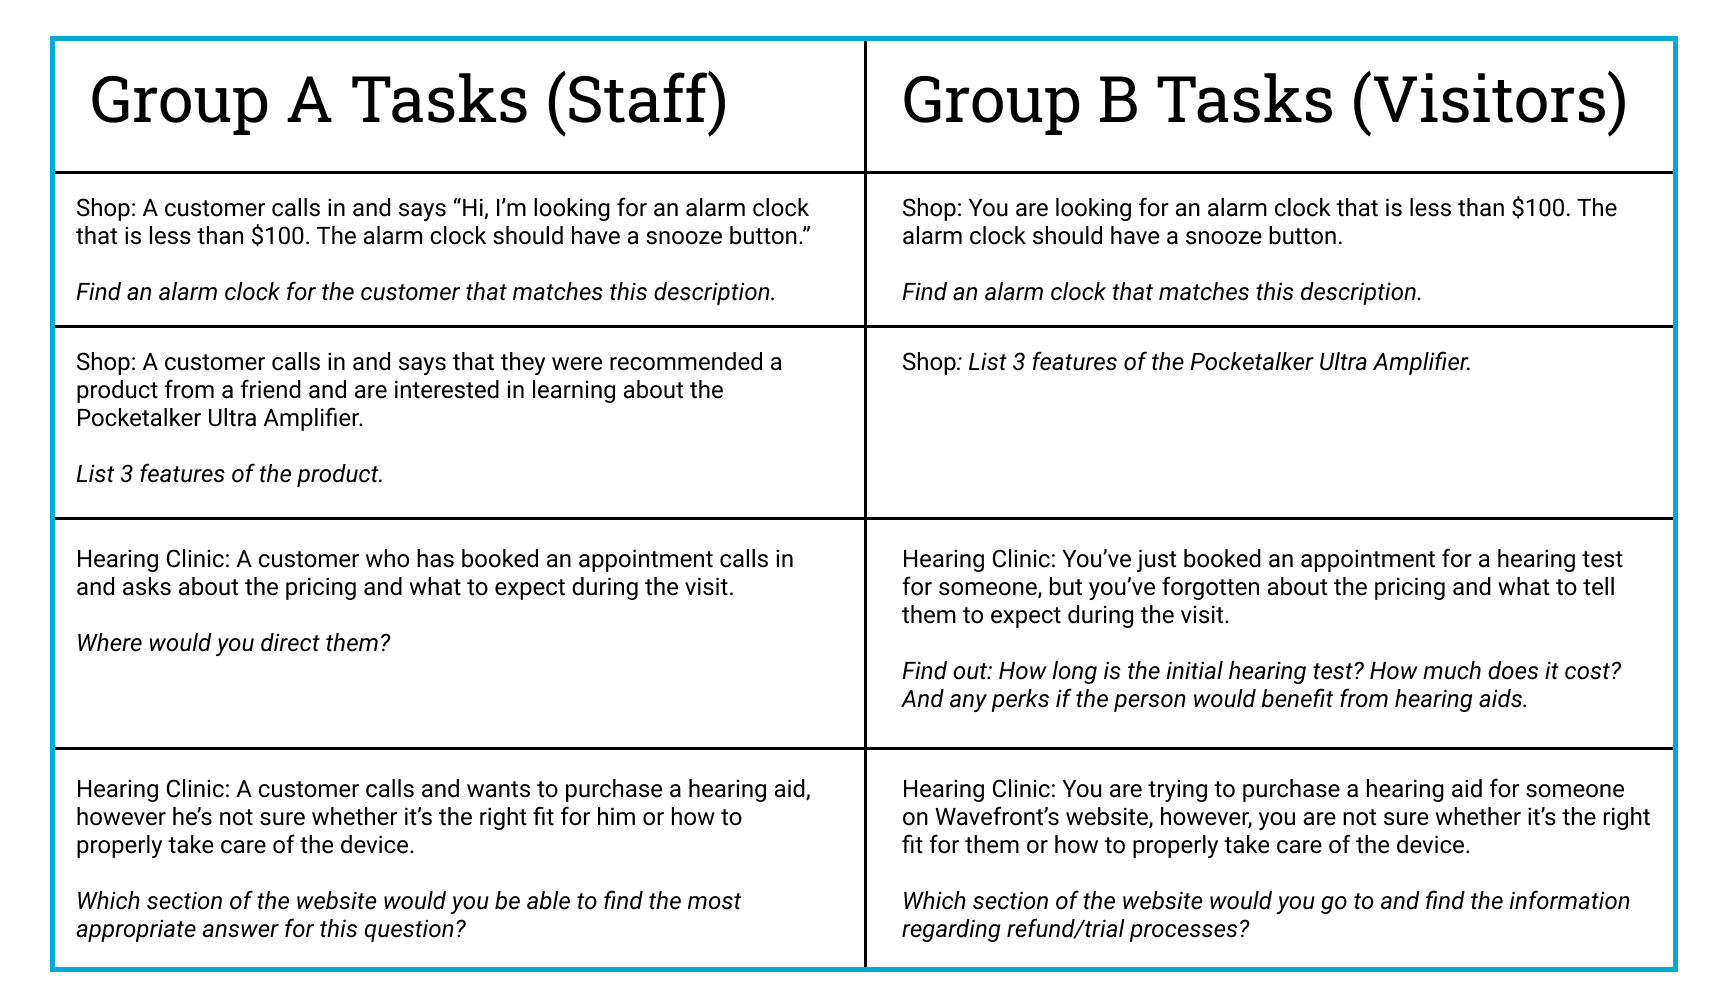 Group A Tasks (Staff)
Group B Tasks (Visitors)
Shop: A customer calls in and says “Hi, I’m looking for an alarm clock
that is less than $100. The alarm clock should have a snooze button.”
Find an alarm clock for the customer that matches this description.
Shop: You are looking for an alarm clock that is less than $100. The
alarm clock should have a snooze button.
Find an alarm clock that matches this description.
Shop: A customer calls in and says that they were recommended a
product from a friend and are interested in learning about the
Pocketalker Ultra Amplifier.
List 3 features of the product.
Shop: List 3 features of the Pocketalker Ultra Amplifier.
Hearing Clinic: A customer who has booked an appointment calls in
and asks about the pricing and what to expect during the visit.
Where would you direct them?
Hearing Clinic: You’ve just booked an appointment for a hearing test
for someone, but you’ve forgotten about the pricing and what to tell
them to expect during the visit.
Find out: How long is the initial hearing test? How much does it cost?
And any perks if the person would benefit from hearing aids.
Hearing Clinic: A customer calls and wants to purchase a hearing aid,
however he’s not sure whether it’s the right fit for him or how to
properly take care of the device.
Which section of the website would you be able to find the most
appropriate answer for this question?
Hearing Clinic: You are trying to purchase a hearing aid for someone
on Wavefront’s website, however, you are not sure whether it’s the right
fit for them or how to properly take care of the device.
Which section of the website would you go to and find the information
regarding refund/trial processes?